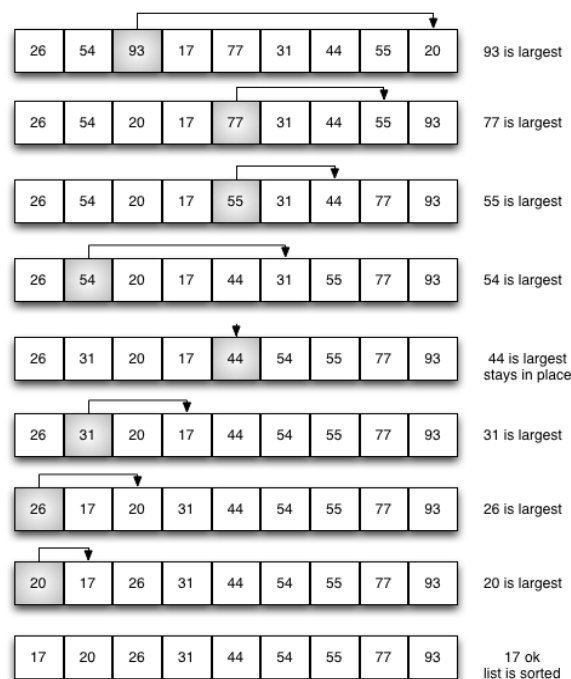 26 54 93 17 77 31 44 55 20 93 is largest
26 54 20 17 77 31 44 55 93 77 is largest
26 54 20 17 55 31 44 77 93 55 is largest
26 54 20 17 44 31 55 77 93 54 is largest
26 31 20 17 44 54 55 77 93 44 is largest
stays in place
26 31 20 17 44 54 55 77 93 31 is largest
26 17 20 31 44 54 55 77 93 26 is largest
20 17 26 31 44 54 55 77 93 20 is largest
17 20 26 31 44 54 55 77 93 17 ok
list is sorted